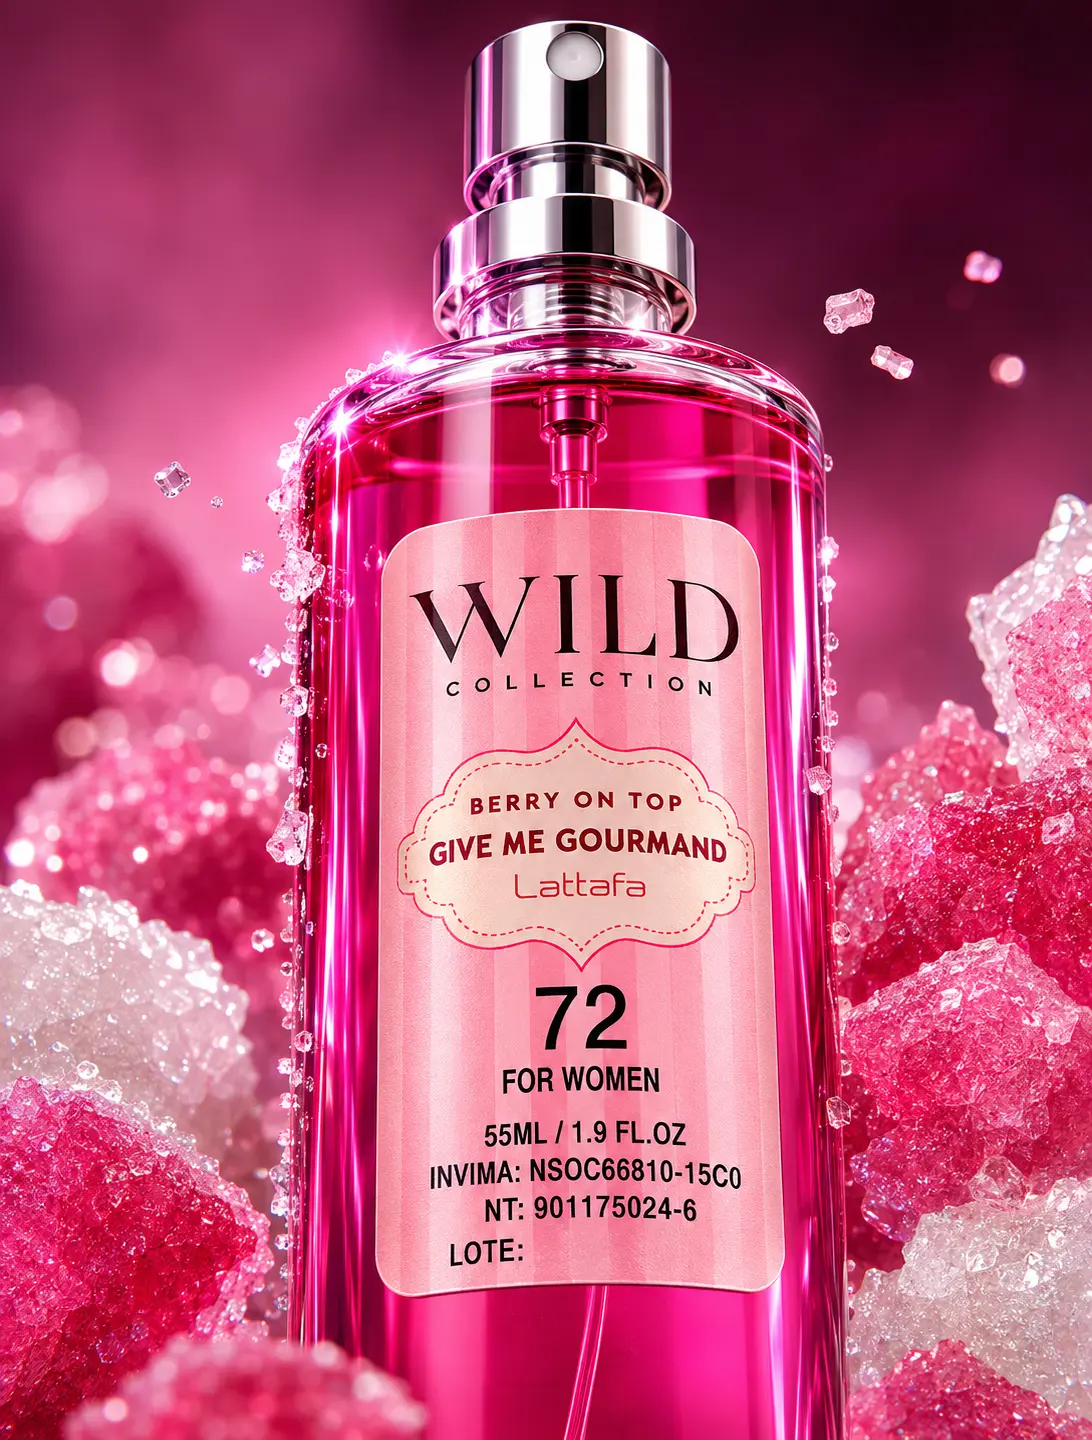 WILD
COLLECTION
BERRY ON TOP
GIVE ME GOURMAND
Lattafa
72
FOR WOMEN
55ML / 1.9 FL.OZ
INVIMA: NSOC66810-15C0
NT: 901175024-6
LOTE: